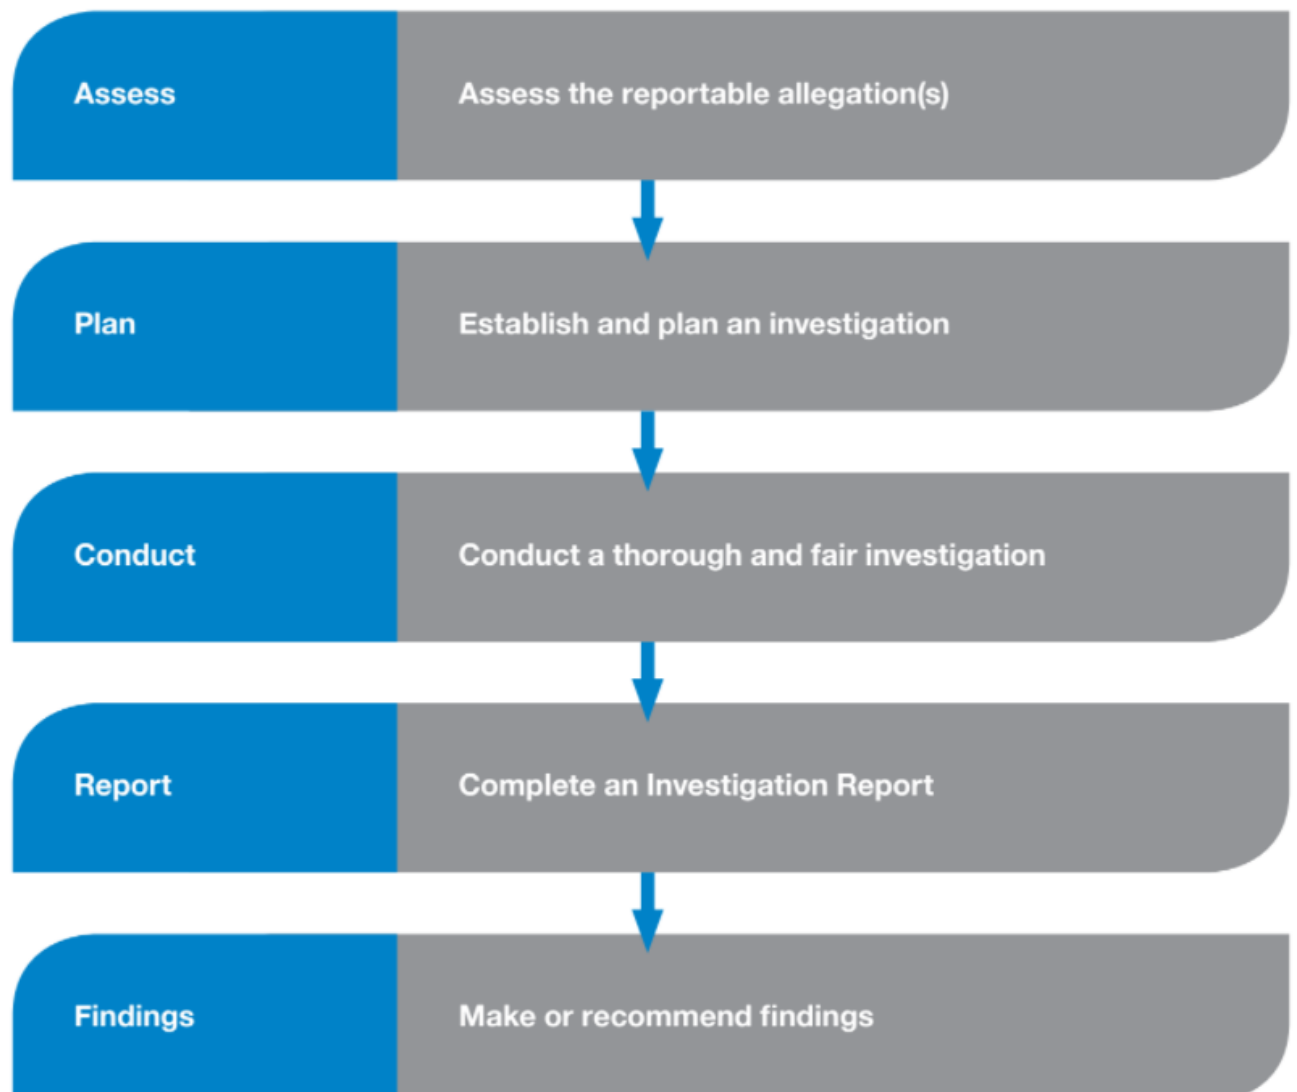 Assess
Assess the reportable allegation(s)
Plan
Establish and plan an investigation
Conduct
Conduct a thorough and fair investigation
Report
Complete an Investigation Report
Findings
Make or recommend findings